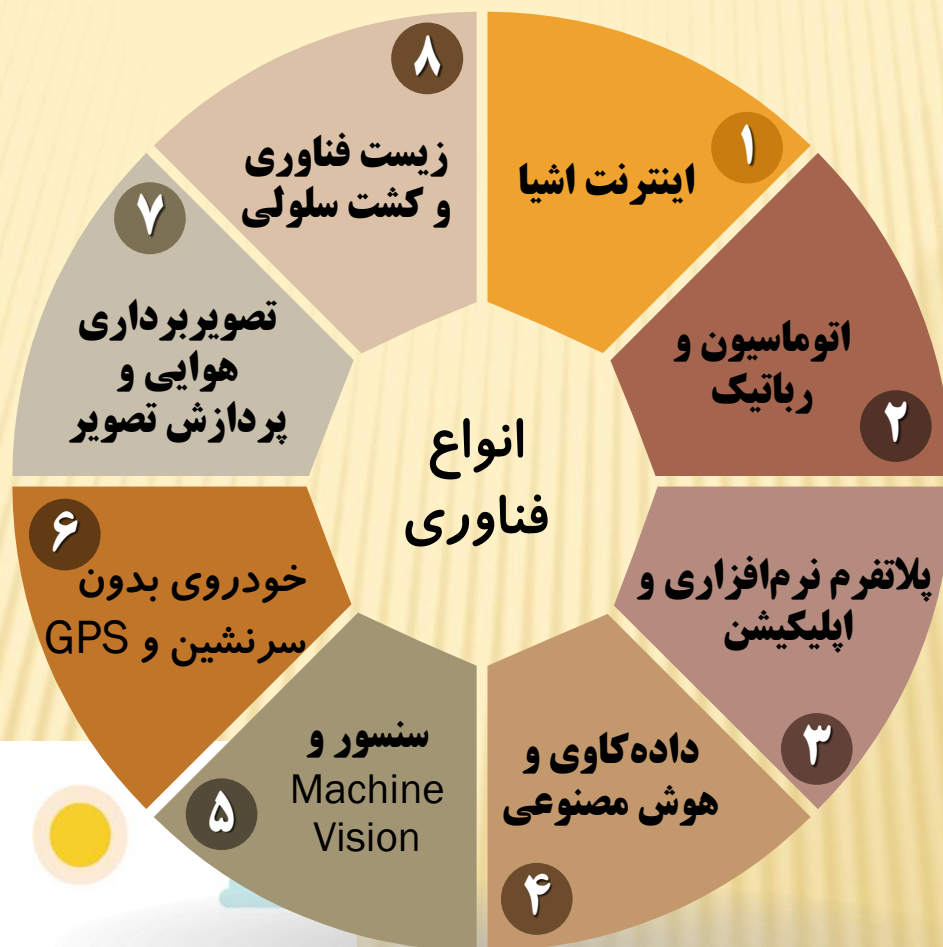 انواع
فناوری
۱
اینترنت اشیا
۲
اتوماسیون و
رباتیک
۳
پلاتفرم نرم‌افزاری و
اپلیکیشن
۴
داده‌کاوی و
هوش مصنوعی
۵
سنسور و
Machine
Vision
۶
خودروی بدون
سرنشین و GPS
۷
تصویربرداری
هوایی و
پردازش تصویر
۸
زیست فناوری
و کشت سلولی